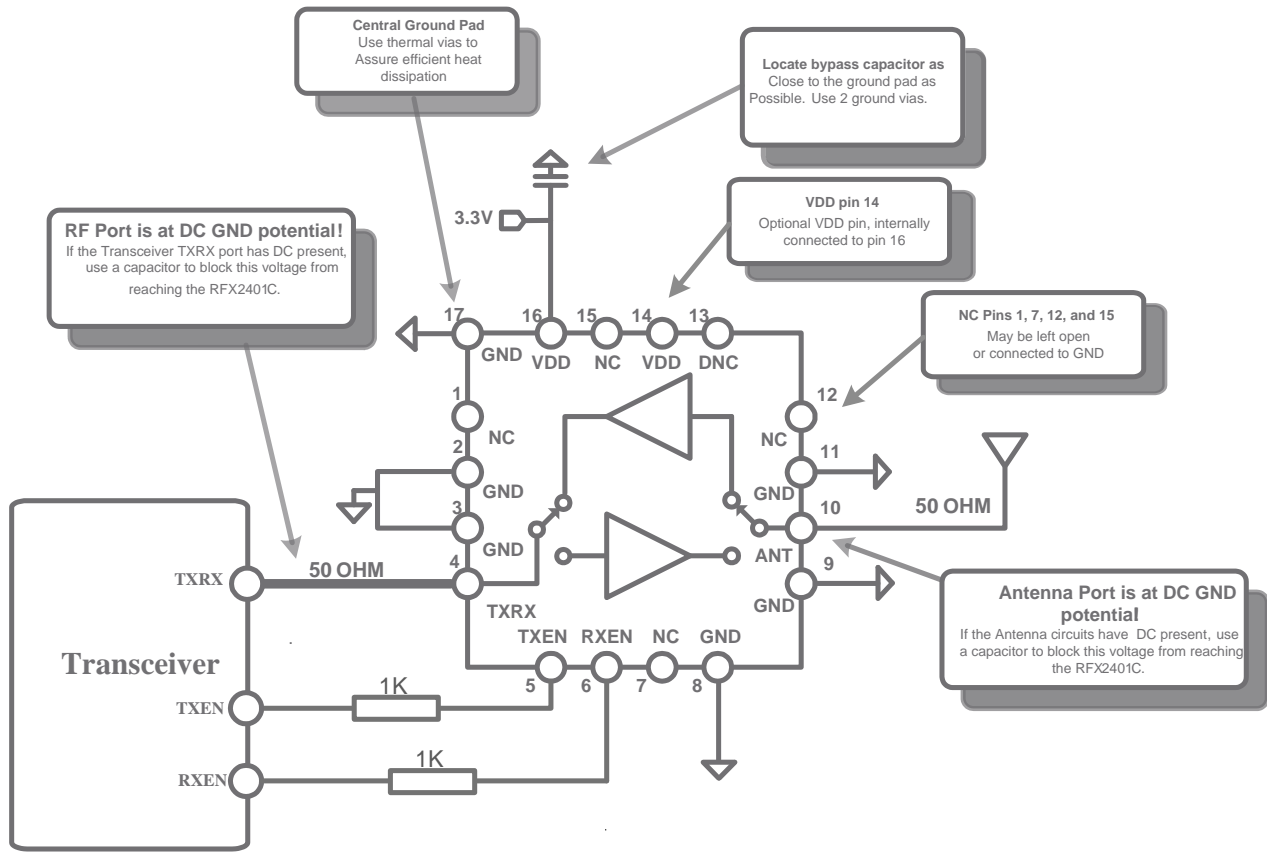 Central Ground Pad
Use thermal vias to
Assure efficient heat
dissipation
Locate bypass capacitor as
Close to the ground pad as
Possible. Use 2 ground vias.
VDD pin 14
Optional VDD pin, internally
connected to pin 16
RF Port is at DC GND potential!
If the Transceiver TXRX port has DC present,
use a capacitor to block this voltage from
reaching the RFX2401C.
3.3V
NC Pins 1, 7, 12, and 15
May be left open
or connected to GND
17
16
15
14
13
GND
VDD
NC
VDD
DNC
1
NC
2
GND
3
GND
4
TXRX
12
NC
11
GND
10
ANT
9
GND
50 OHM
50 OHM
TXRX
Antenna Port is at DC GND
potential
If the Antenna circuits have DC present, use
a capacitor to block this voltage from reaching
the RFX2401C.
TXEN
RXEN
NC
GND
5
6
7
8
Transceiver
TXEN
1K
RXEN
1K